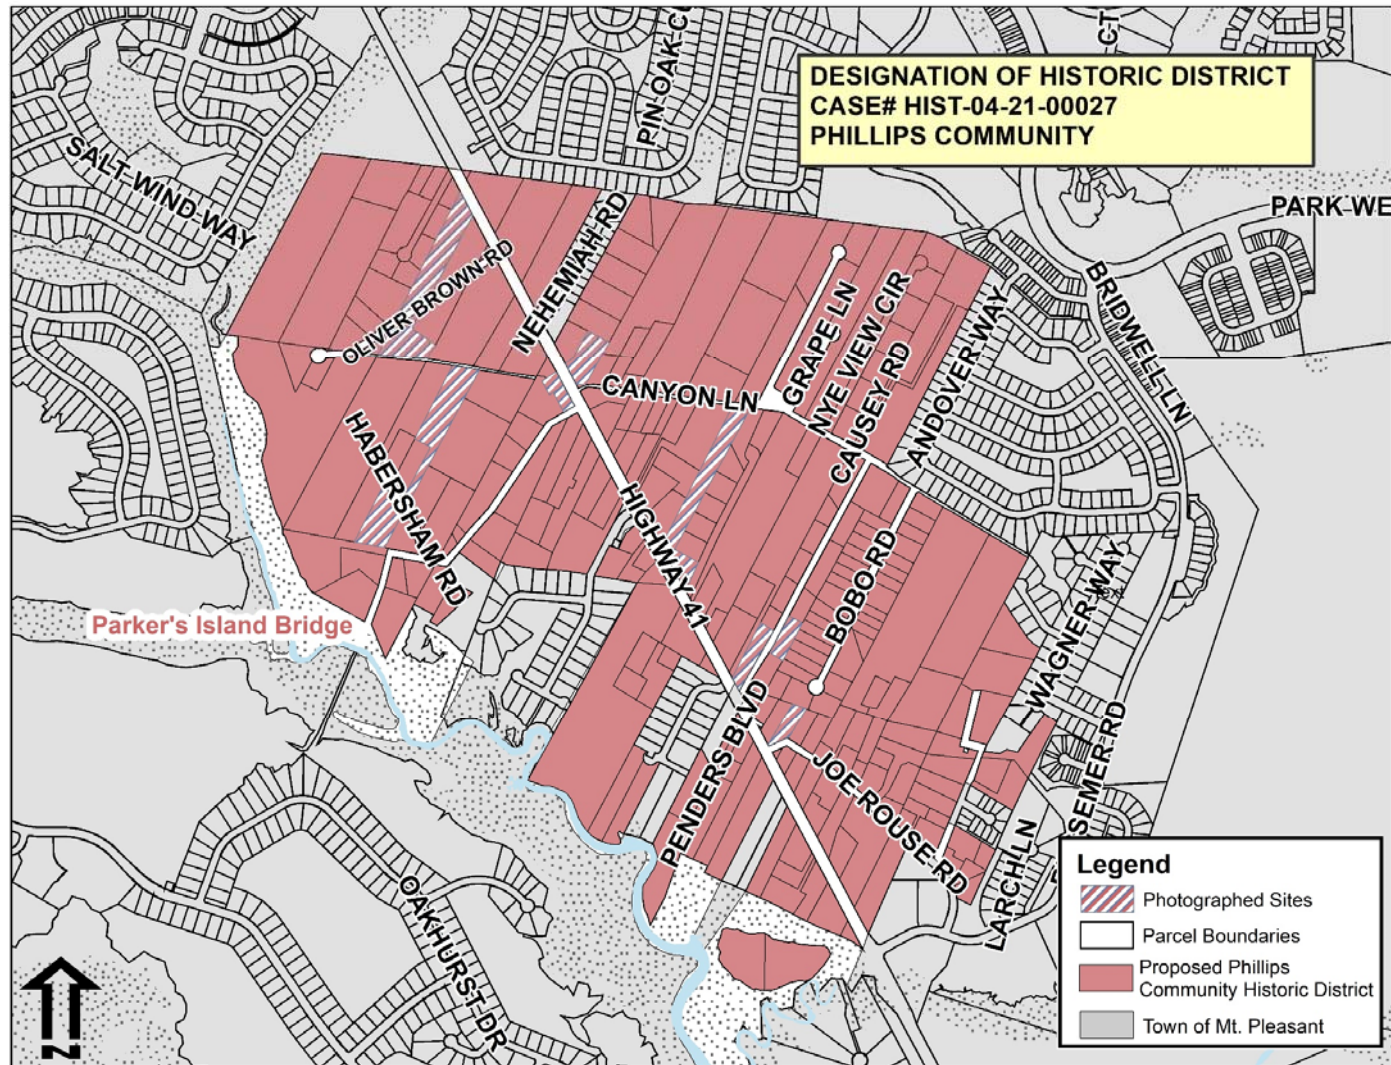 DESIGNATION OF HISTORIC DISTRICT
CASE# HIST-04-21-00027
PHILLIPS COMMUNITY
CT
PIN OAK
SALT WIND WAY
PARK WE
NEHEMIAH RD
OLIVER BROWN RD
BRIDWELL LN
GRAPE LN
NYE VIEW CIR
CAUSEY RD
ANDOVER WAY
CANYON LN
HABERSHAM RD
HIGHWAY 41
BOBO RD
WAGNER WAY
Parker's Island Bridge
PENDERS BLVD
JOE ROUSE RD
SEMER RD
LARCH LN
OAKHURST DR
N
Legend
Photographed Sites
Parcel Boundaries
Proposed Phillips
Community Historic District
Town of Mt. Pleasant